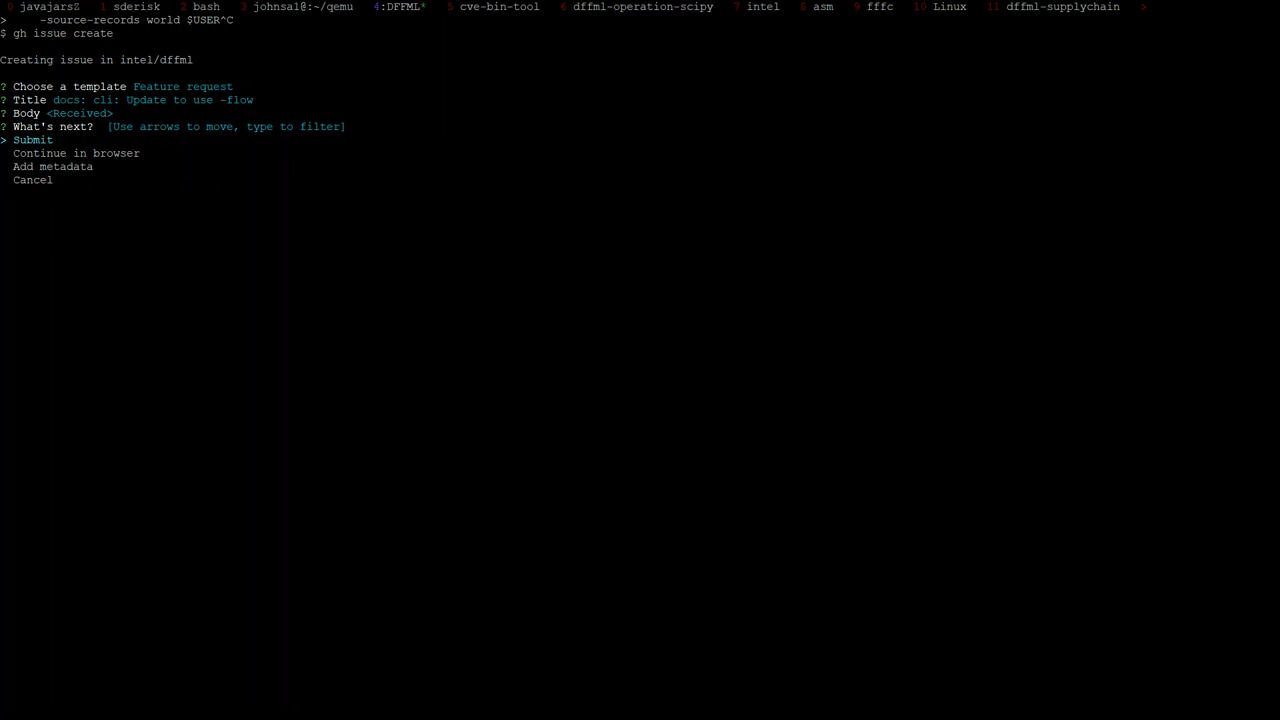 0 javajarsZ 1 sderisk 2 bash 3 johnsal@:~/qemu 4:DFFML* 5 cve-bin-tool 6 dffml-operation-scipy 7 intel 8 asm 9 fffc 10 Linux 11 dffml-supplychain >
> -source-records world $USER^C
$ gh issue create
Creating issue in intel/dffml
? Choose a template Feature request
? Title docs: cli: Update to use -flow
? Body <Received>
? What's next? [Use arrows to move, type to filter]
> Submit
Continue in browser
Add metadata
Cancel